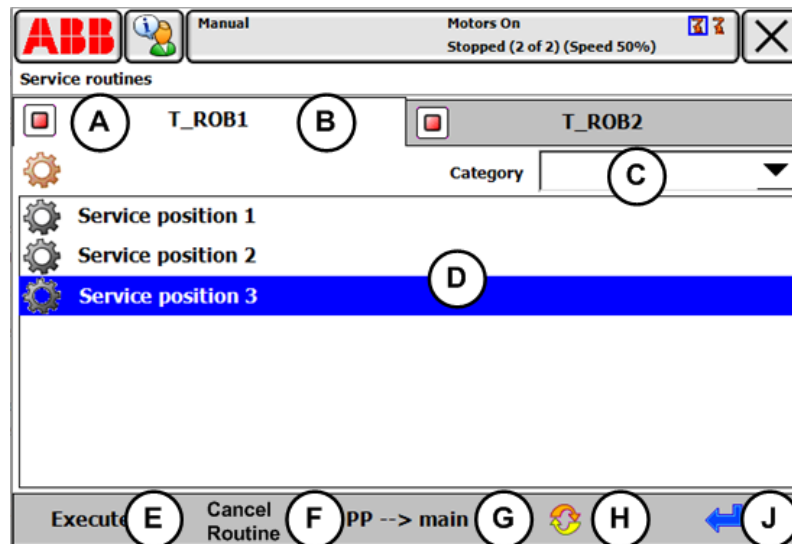 ABB
Manual
Motors On
Stopped (2 of 2) (Speed 50%)
Service routines
A
T_ROB1
B
T_ROB2
Category
C
Service position 1
Service position 2
D
Service position 3
Execute
E
Cancel
Routine
F
PP --> main
G
H
J